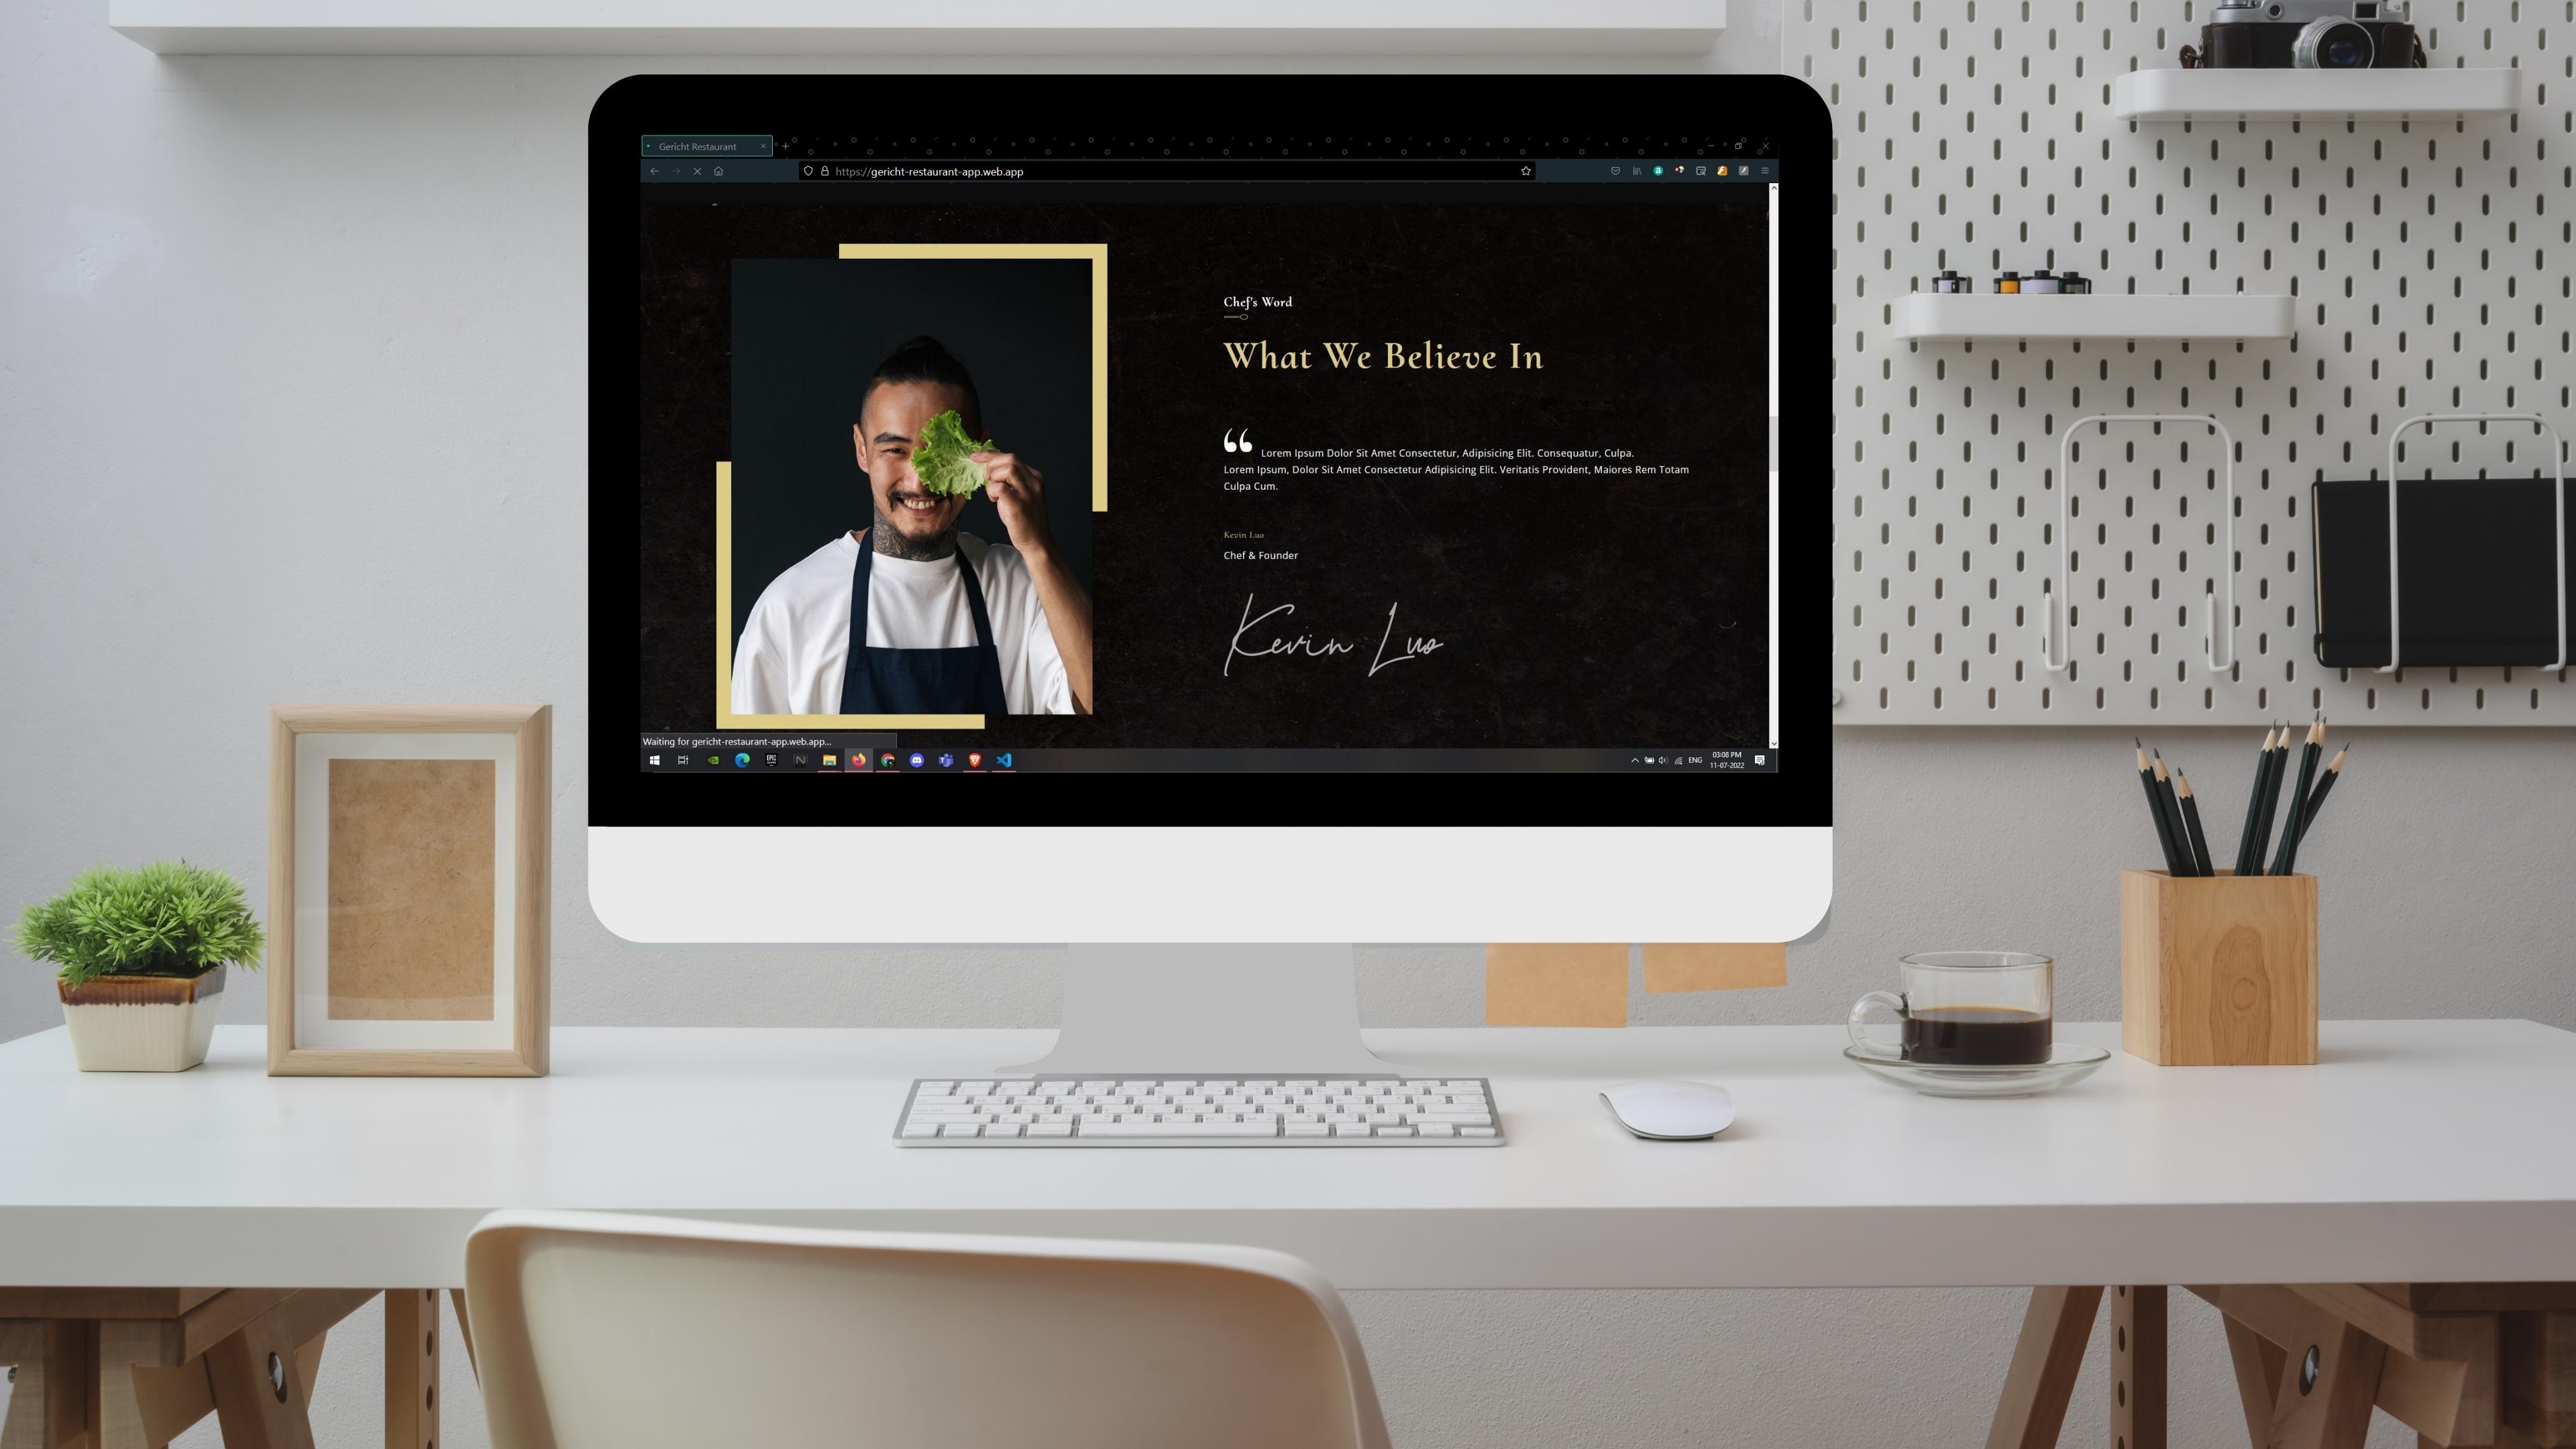 Gericht Restaurant
https://gericht-restaurant-app.web.app
Chef's Word
What We Believe In
“ Lorem Ipsum Dolor Sit Amet Consectetur, Adipisicing Elit. Consequatur, Culpa.
Lorem Ipsum, Dolor Sit Amet Consectetur Adipisicing Elit. Veritatis Provident, Maiores Rem Totam
Culpa Cum.
Kevin Luo
Chef & Founder
Kevin Luo
Waiting for gericht-restaurant-app.web.app...
EPIC
ENG
03:08 PM
11-07-2022